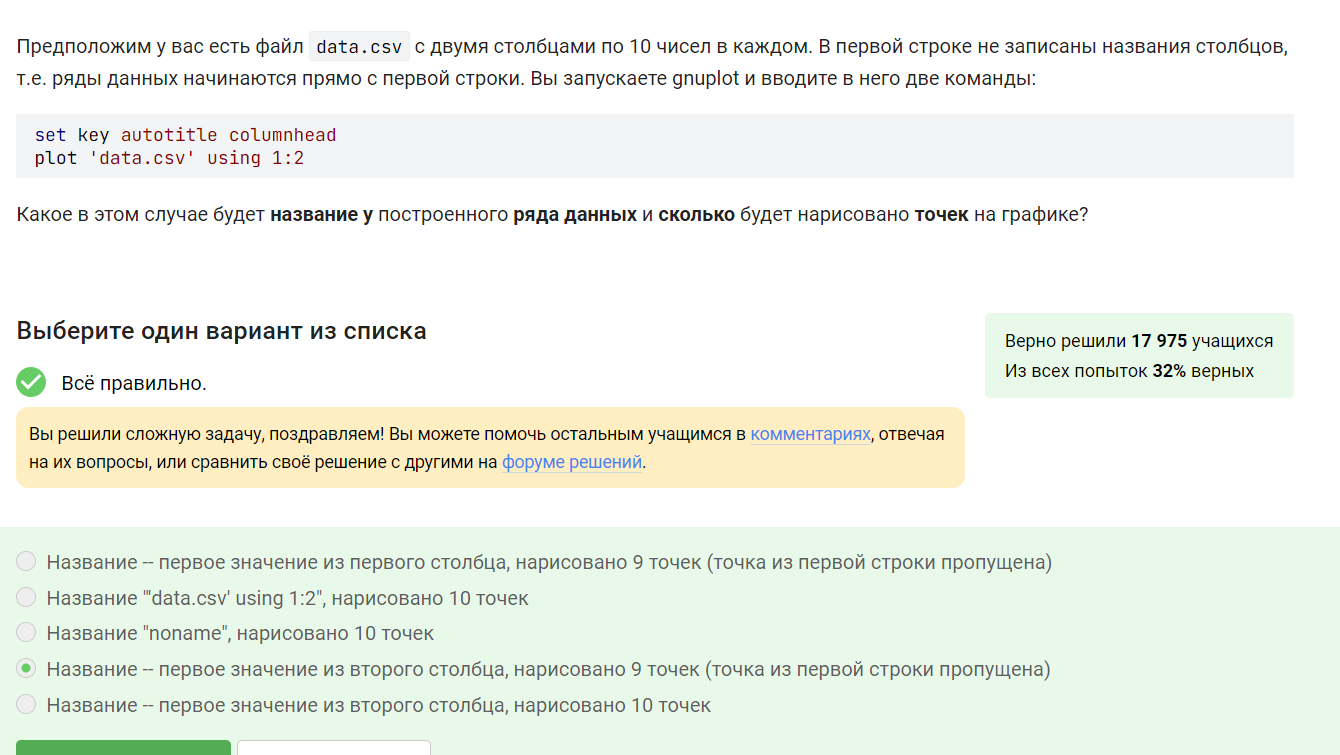 Предположим у вас есть файл data.csv с двумя столбцами по 10 чисел в каждом. В первой строке не записаны названия столбцов,
т.е. ряды данных начинаются прямо с первой строки. Вы запускаете gnuplot и вводите в него две команды:
set key autotitle columnhead
plot 'data.csv' using 1:2
Какое в этом случае будет название у построенного ряда данных и сколько будет нарисовано точек на графике?
Выберите один вариант из списка
Верно решили 17 975 учащихся
Из всех попыток 32% верных
Всё правильно.
Вы решили сложную задачу, поздравляем! Вы можете помочь остальным учащимся в комментариях, отвечая
на их вопросы, или сравнить своё решение с другими на форуме решений.
Название -- первое значение из первого столбца, нарисовано 9 точек (точка из первой строки пропущена)
Название "'data.csv' using 1:2", нарисовано 10 точек
Название "noname", нарисовано 10 точек
Название -- первое значение из второго столбца, нарисовано 9 точек (точка из первой строки пропущена)
Название -- первое значение из второго столбца, нарисовано 10 точек